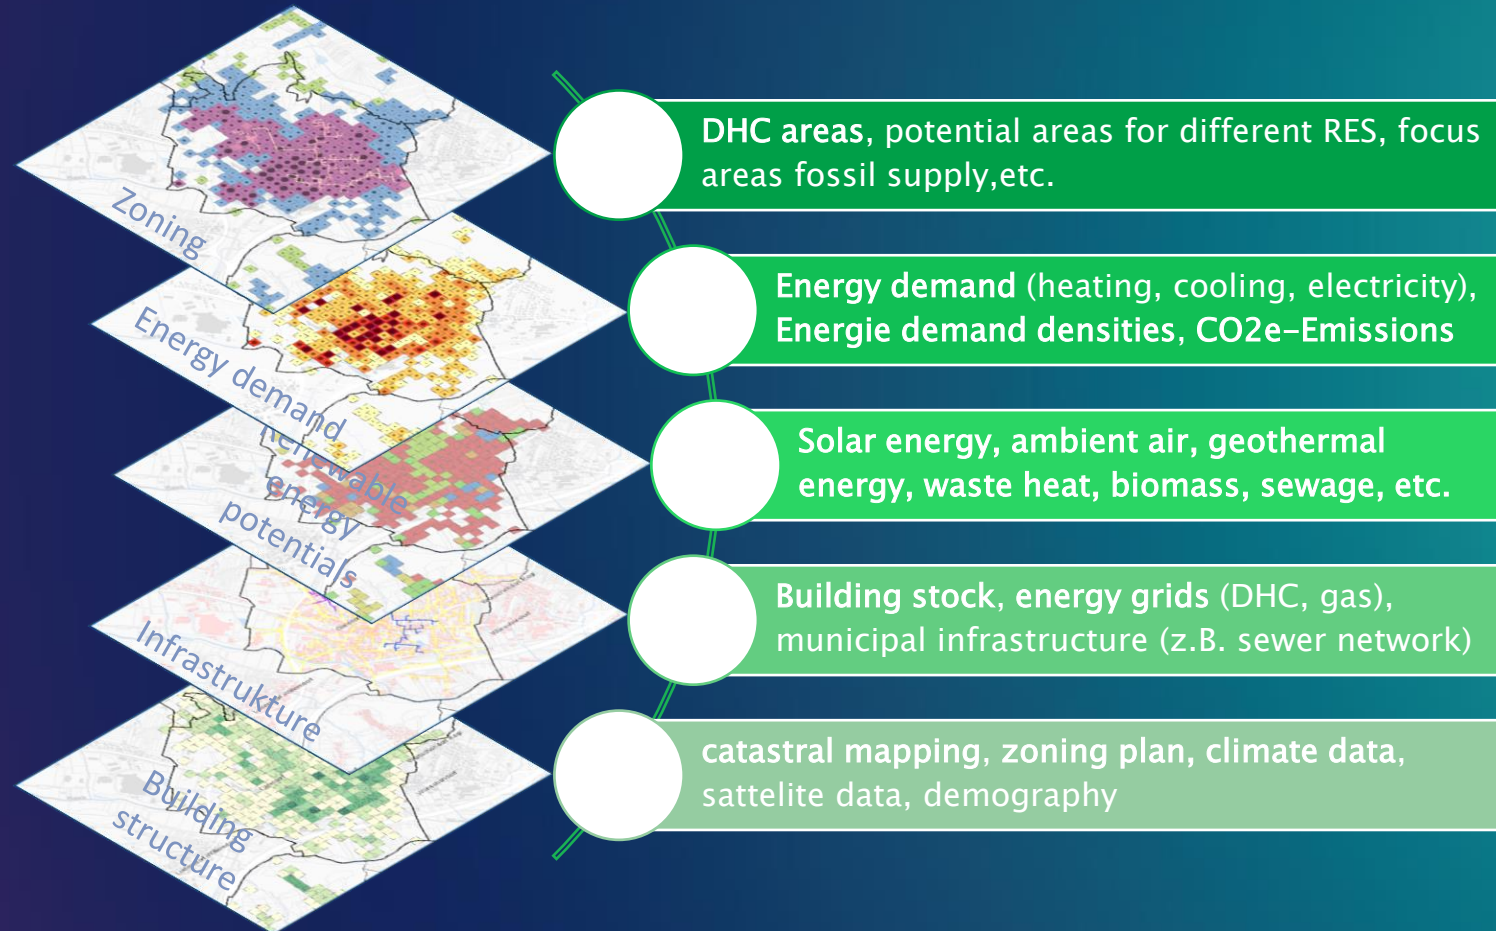 Zoning
DHC areas, potential areas for different RES, focus
areas fossil supply,etc.
Energy demand
Energy demand (heating, cooling, electricity),
Energie demand densities, CO2e-Emissions
Renewable
energy
potentials
Solar energy, ambient air, geothermal
energy, waste heat, biomass, sewage, etc.
Infrastrukture
Building stock, energy grids (DHC, gas),
municipal infrastructure (z.B. sewer network)
Building
structure
catastral mapping, zoning plan, climate data,
sattelite data, demography